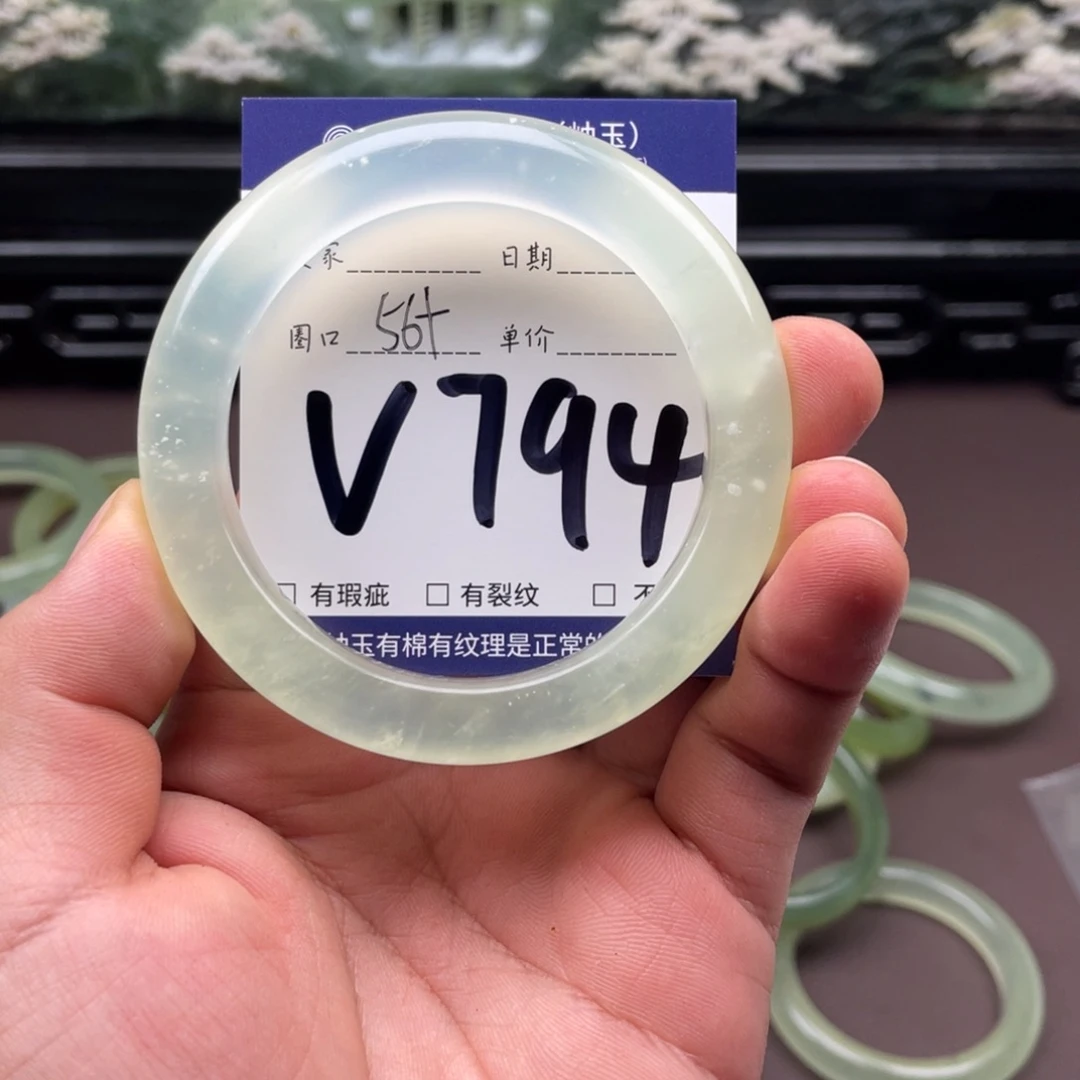 岫玉）
家 日期
圈口 56+ 单价
V794
□ 有瑕疵 □ 有裂纹 □ 不
岫玉有棉有纹理是正常的